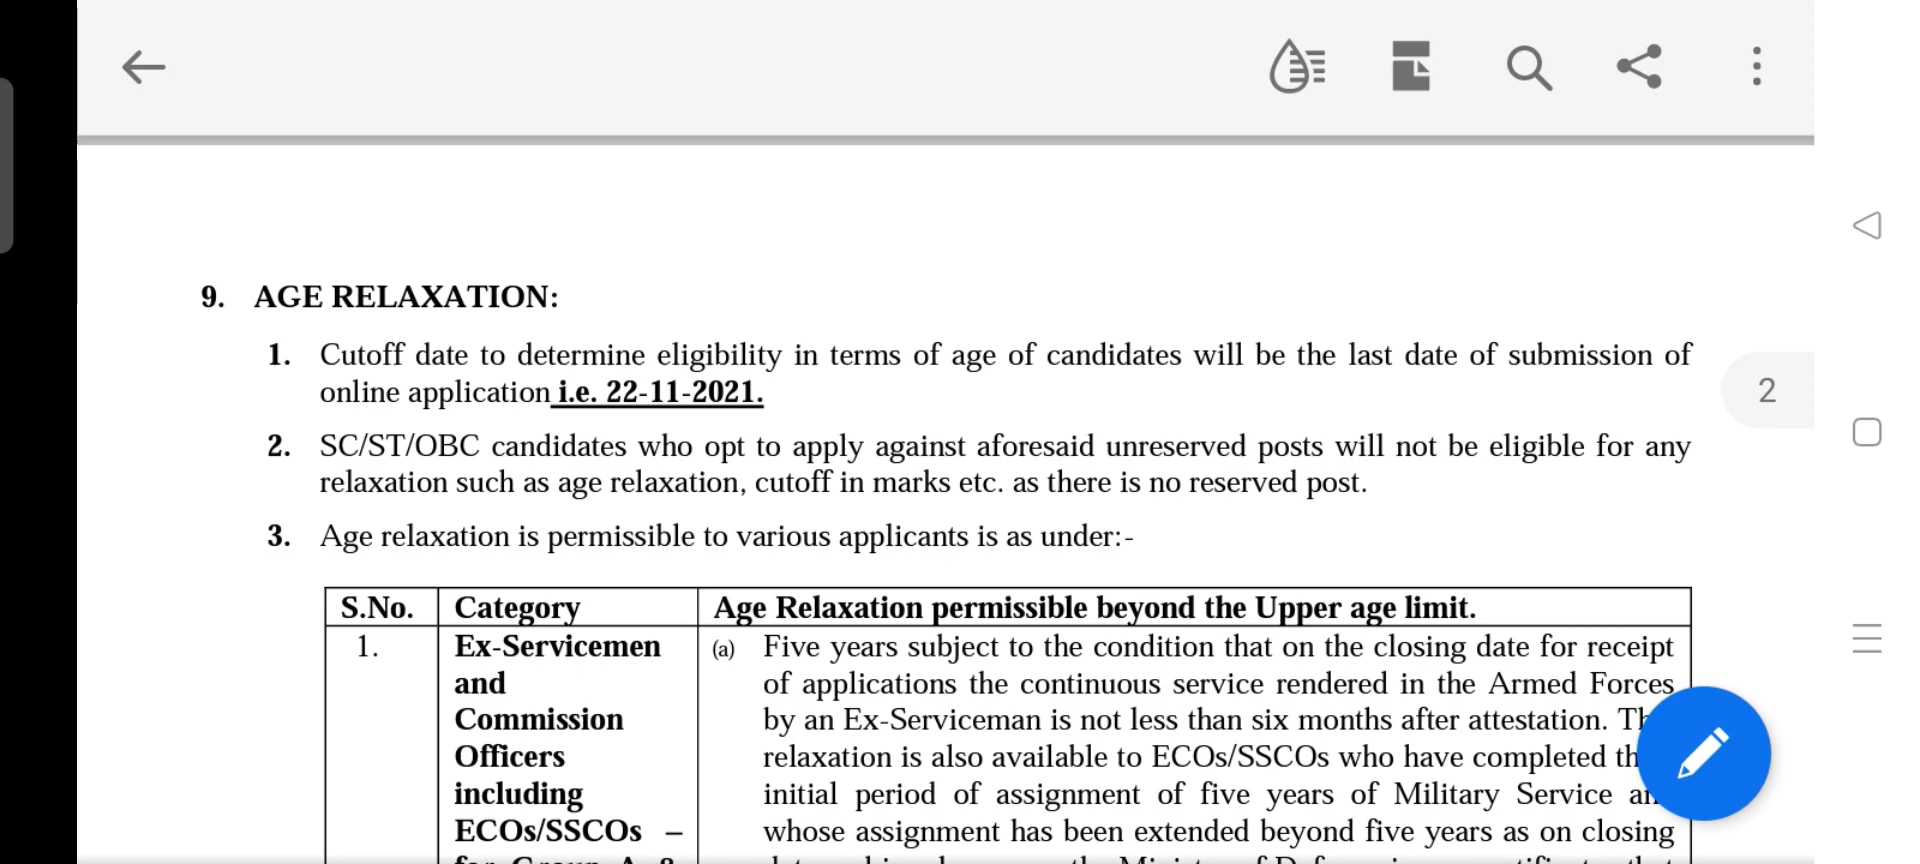 9. AGE RELAXATION:
1. Cutoff date to determine eligibility in terms of age of candidates will be the last date of submission of
online application i.e. 22-11-2021.
2
2. SC/ST/OBC candidates who opt to apply against aforesaid unreserved posts will not be eligible for any
relaxation such as age relaxation, cutoff in marks etc. as there is no reserved post.
3. Age relaxation is permissible to various applicants is as under:-
S.No. Category Age Relaxation permissible beyond the Upper age limit.
1. Ex-Servicemen (a) Five years subject to the condition that on the closing date for receipt
and of applications the continuous service rendered in the Armed Forces
Commission by an Ex-Serviceman is not less than six months after attestation.
Officers relaxation is also available to ECOs/SSCOs who have completed
including initial period of assignment of five years of Military Service
ECOs/SSCOs – whose assignment has been extended beyond five years as on closing